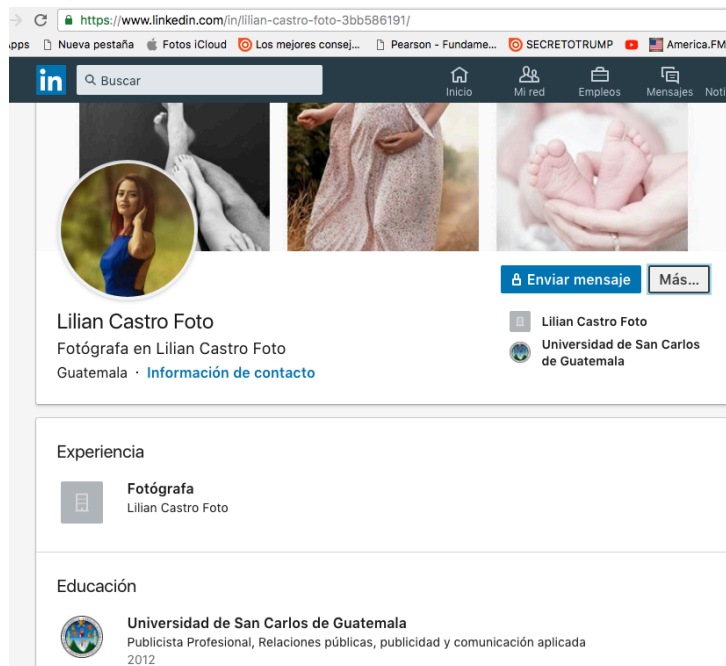 https://www.linkedin.com/in/lilian-castro-foto-3bb586191/
Nueva pestaña Fotos iCloud Los mejores consej... Pearson - Fundame... SECRETOTRUMP America.FM
in Buscar Inicio Mi red Empleos Mensajes
Enviar mensaje Más...
Lilian Castro Foto
Fotógrafa en Lilian Castro Foto
Guatemala · Información de contacto
Lilian Castro Foto
Universidad de San Carlos
de Guatemala
Experiencia
Fotógrafa
Lilian Castro Foto
Educación
Universidad de San Carlos de Guatemala
Publicista Profesional, Relaciones públicas, publicidad y comunicación aplicada
2012